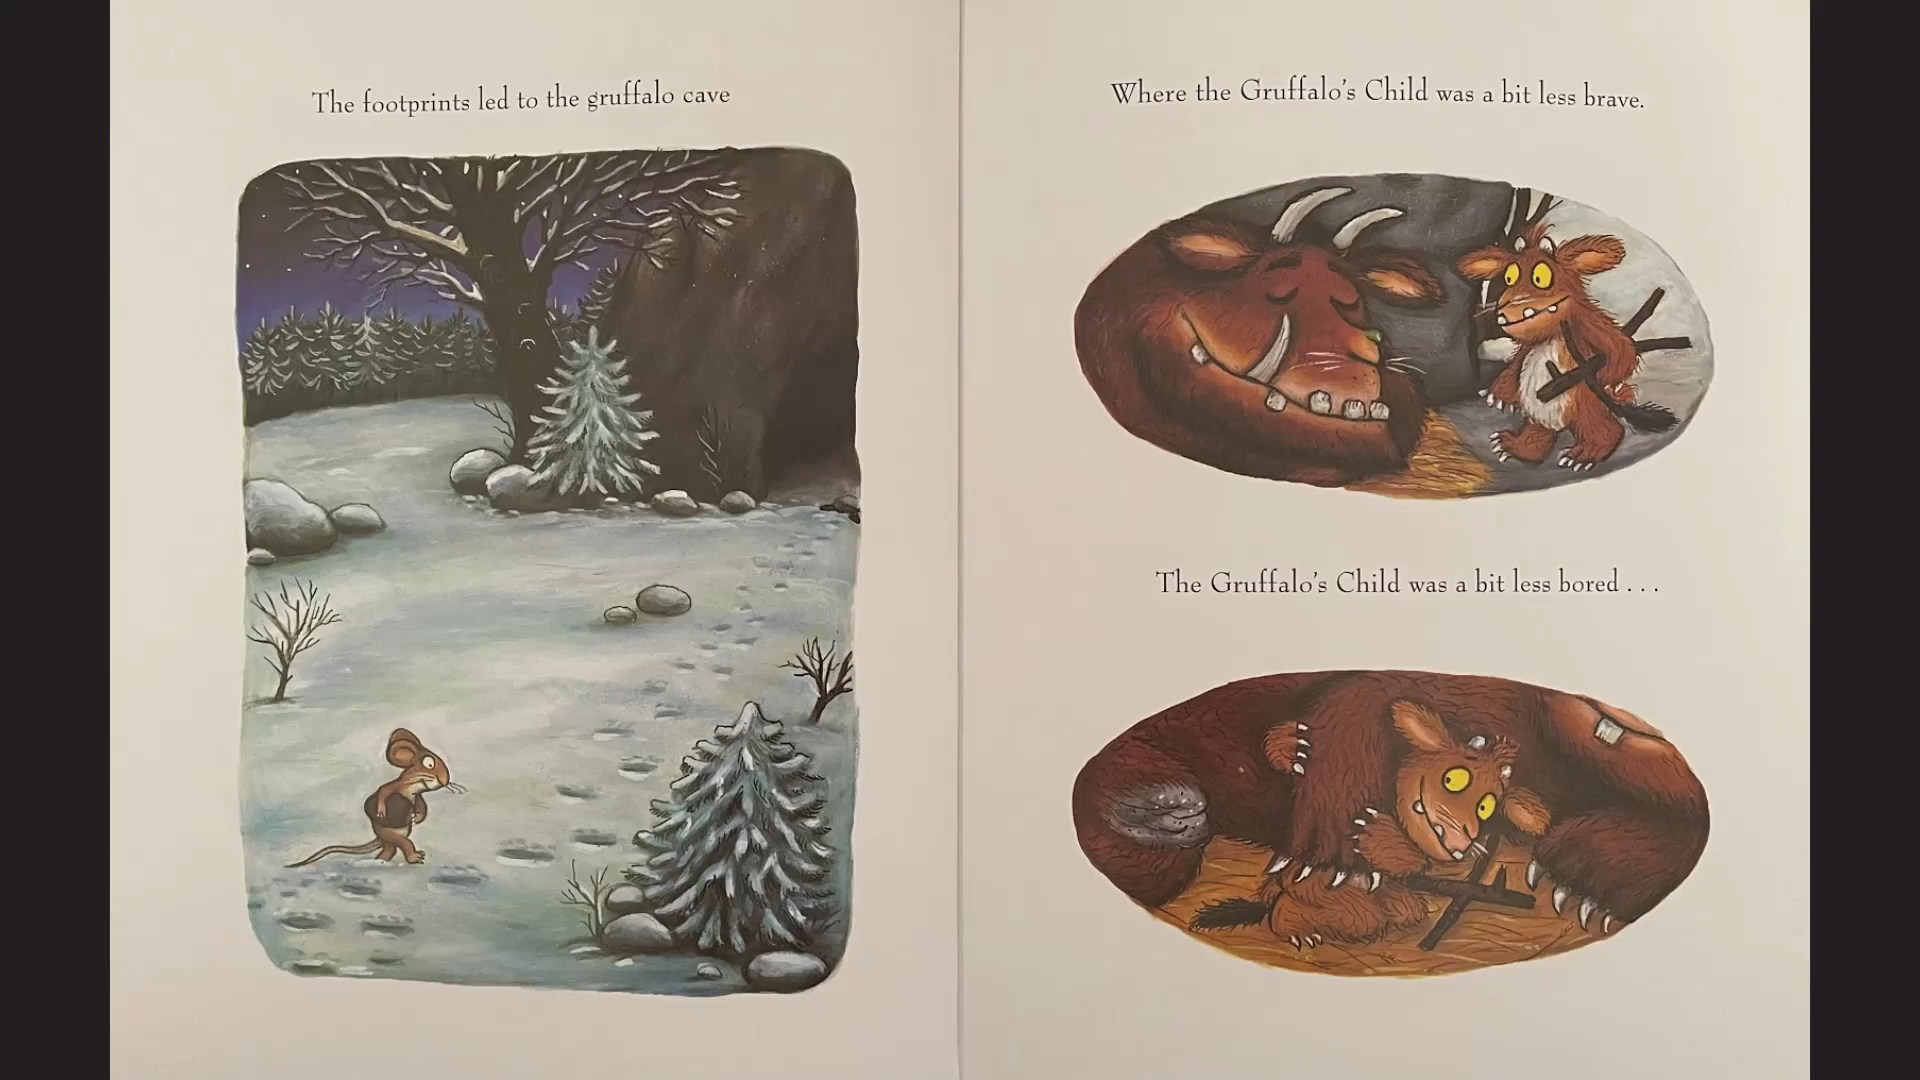 The footprints led to the gruffalo cave
Where the Gruffalo's Child was a bit less brave.
The Gruffalo's Child was a bit less bored . . .